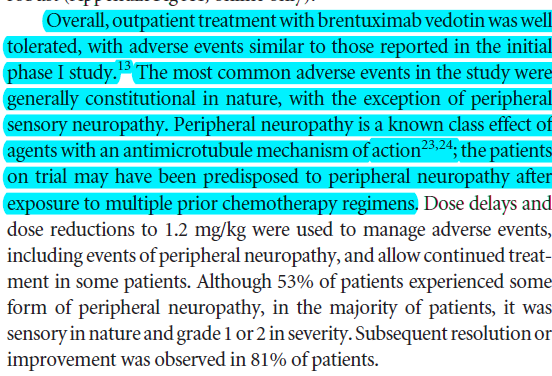 Overall, outpatient treatment with brentuximab vedotin was well
tolerated, with adverse events similar to those reported in the initial
phase I study.13 The most common adverse events in the study were
generally constitutional in nature, with the exception of peripheral
sensory neuropathy. Peripheral neuropathy is a known class effect of
agents with an antimicrotubule mechanism of action23,24; the patients
on trial may have been predisposed to peripheral neuropathy after
exposure to multiple prior chemotherapy regimens. Dose delays and
dose reductions to 1.2 mg/kg were used to manage adverse events,
including events of peripheral neuropathy, and allow continued treat-
ment in some patients. Although 53% of patients experienced some
form of peripheral neuropathy, in the majority of patients, it was
sensory in nature and grade 1 or 2 in severity. Subsequent resolution or
improvement was observed in 81% of patients.